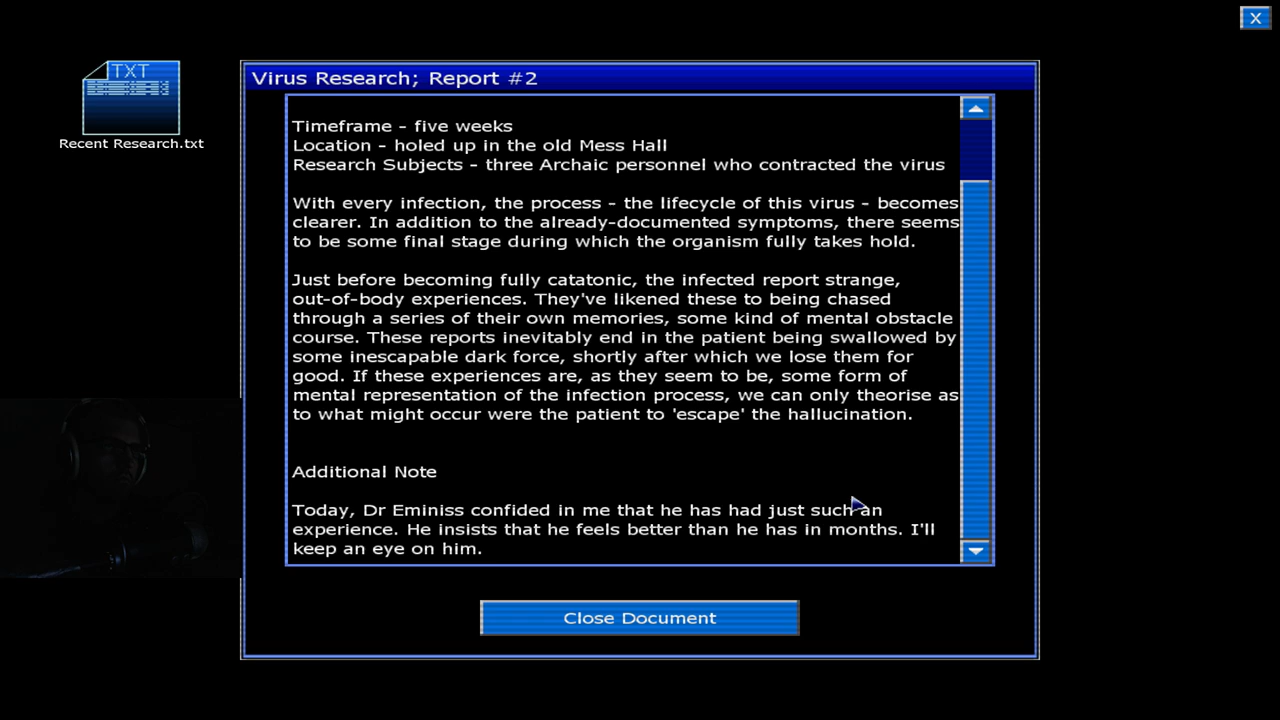 X
TXT
Recent Research.txt
Virus Research; Report #2
Timeframe - five weeks
Location - holed up in the old Mess Hall
Research Subjects - three Archaic personnel who contracted the virus
With every infection, the process - the lifecycle of this virus - becomes
clearer. In addition to the already-documented symptoms, there seems
to be some final stage during which the organism fully takes hold.
Just before becoming fully catatonic, the infected report strange,
out-of-body experiences. They've likened these to being chased
through a series of their own memories, some kind of mental obstacle
course. These reports inevitably end in the patient being swallowed by
some inescapable dark force, shortly after which we lose them for
good. If these experiences are, as they seem to be, some form of
mental representation of the infection process, we can only theorise as
to what might occur were the patient to 'escape' the hallucination.
Additional Note
Today, Dr Eminiss confided in me that he has had just such an
experience. He insists that he feels better than he has in months. I'll
keep an eye on him.
Close Document